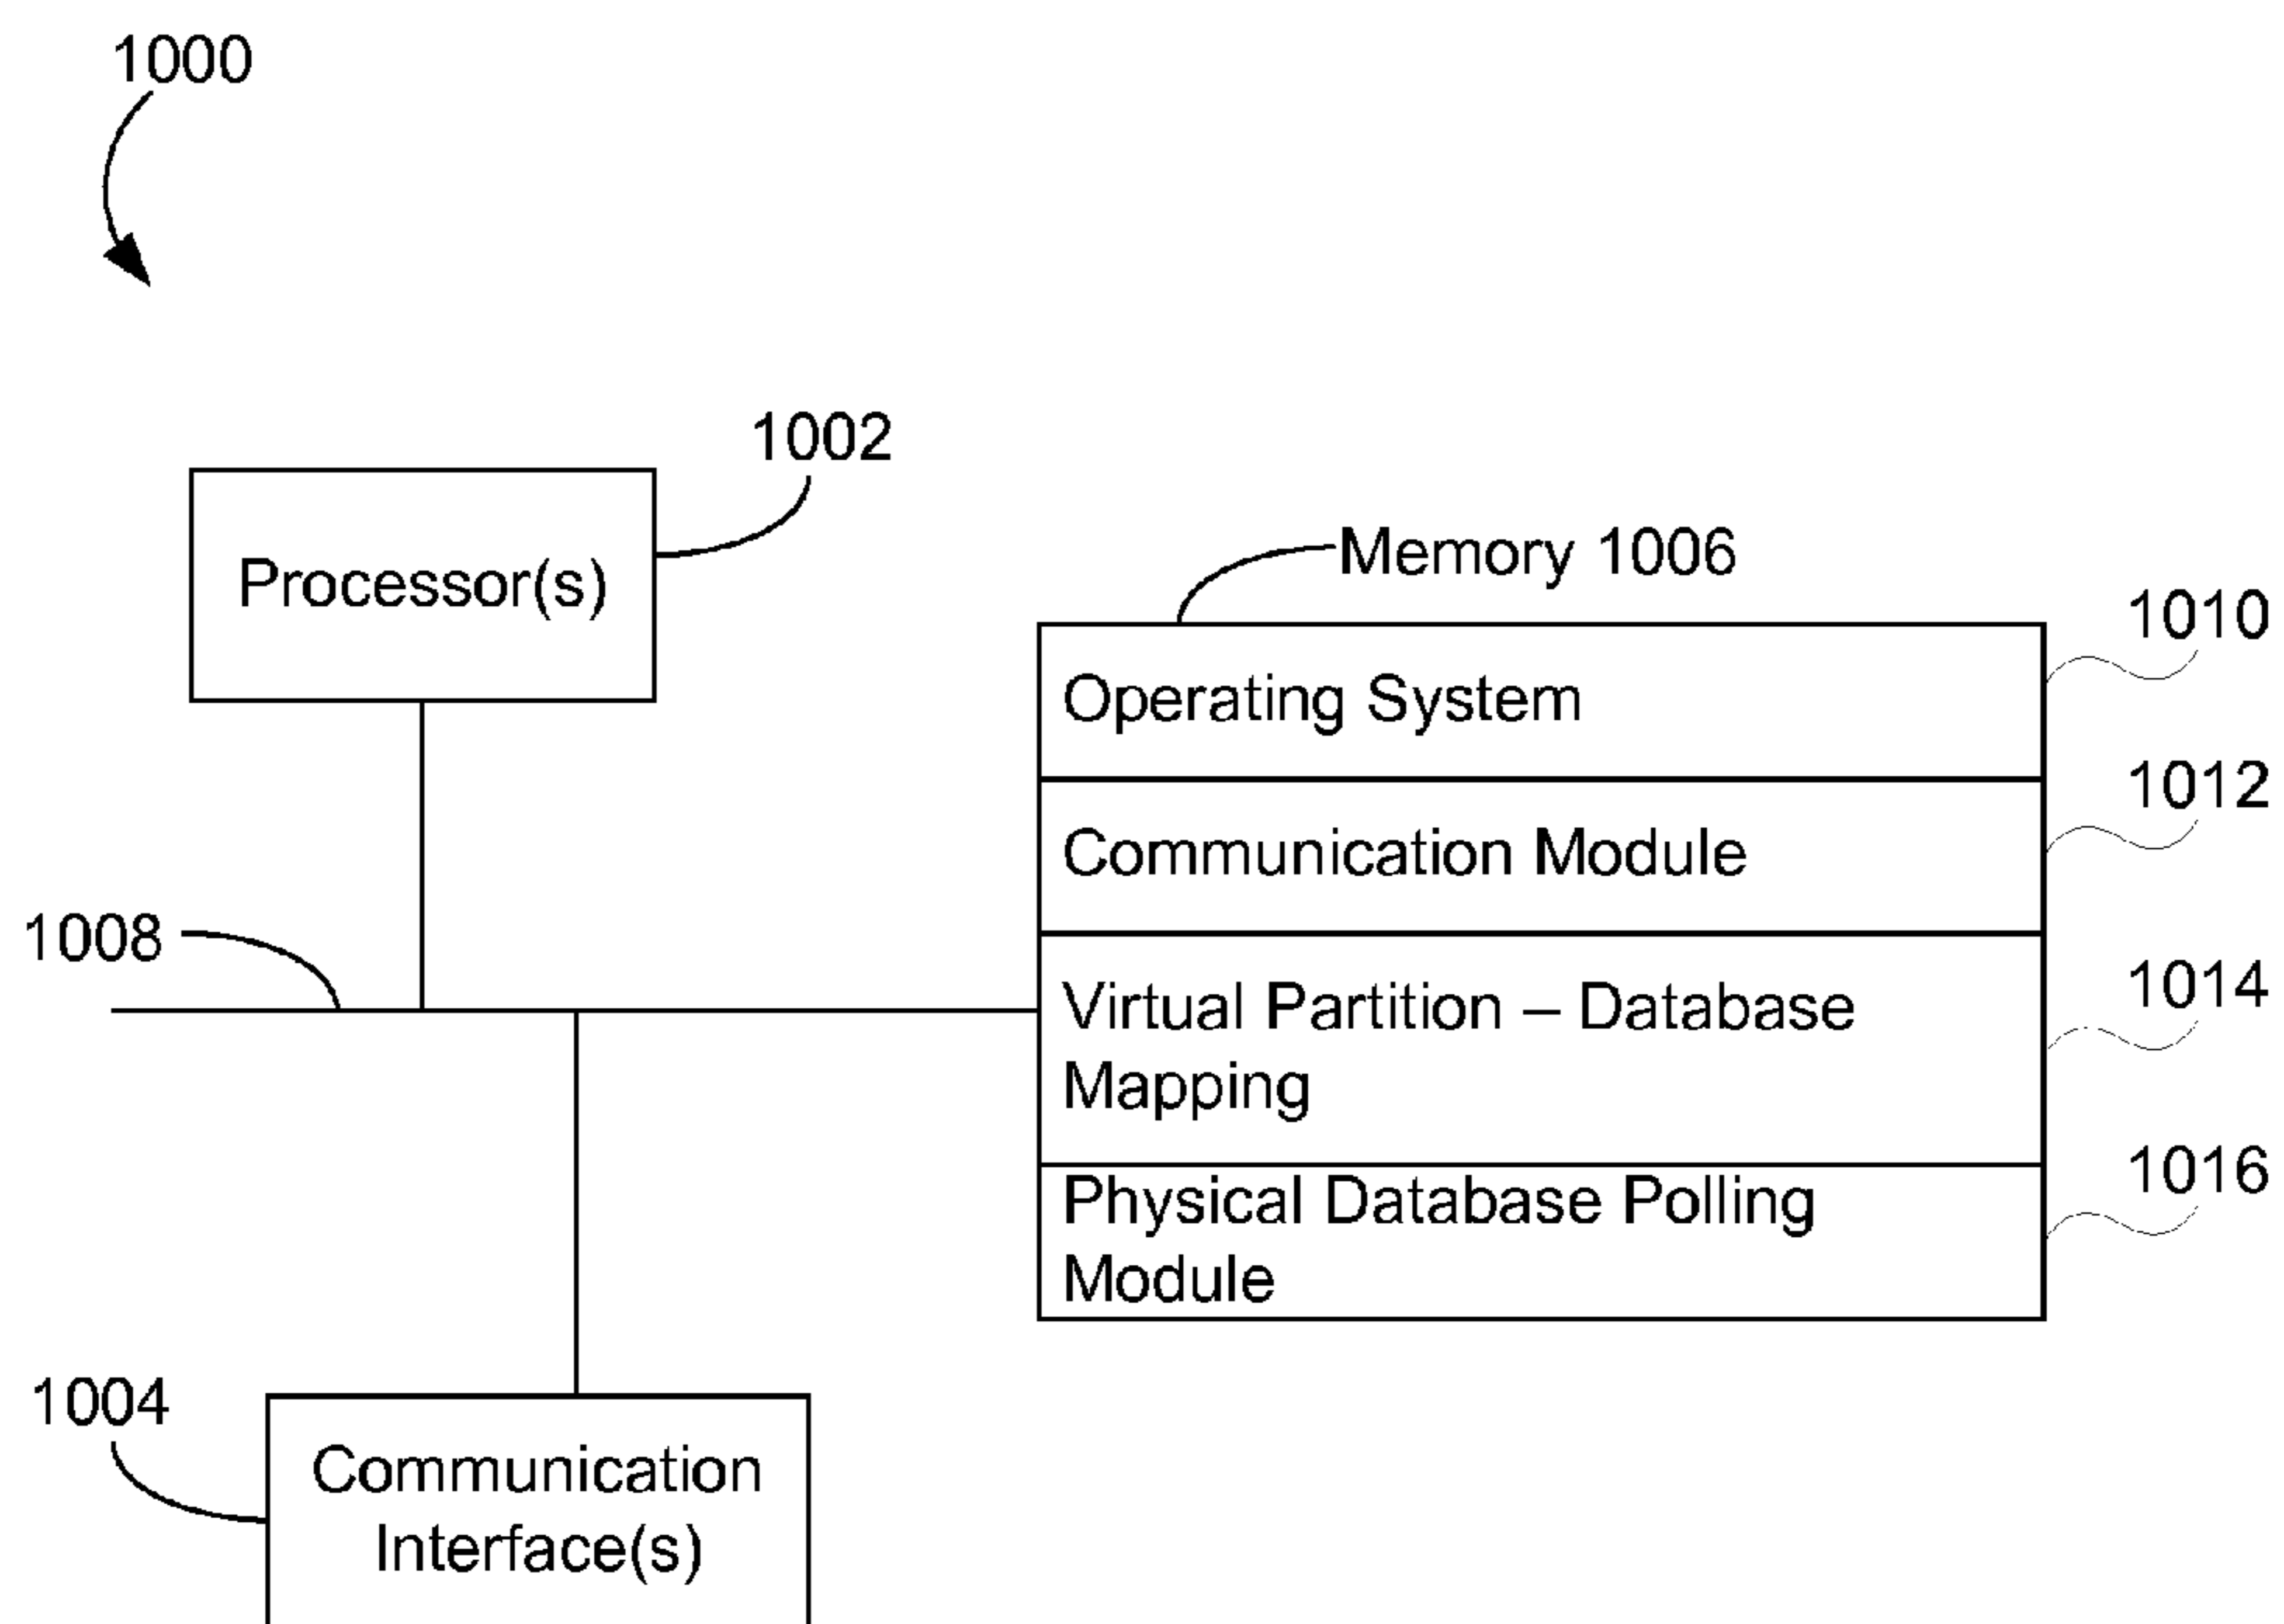 1000
1002
Processor(s)
Memory 1006
1010
Operating System
1012
Communication Module
1008
1014
Virtual Partition – Database
Mapping
1016
Physical Database Polling
Module
1004
Communication
Interface(s)